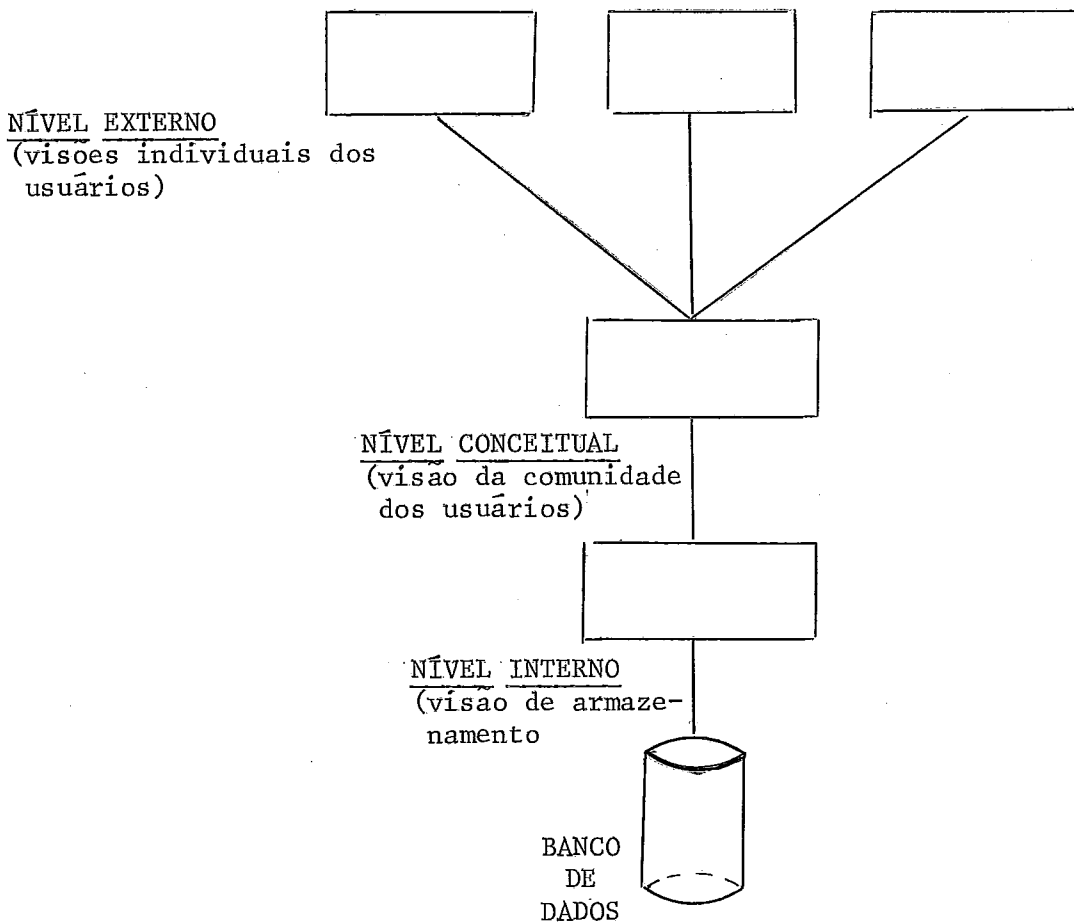 NÍVEL EXTERNO
(visões individuais dos
usuários)
NÍVEL CONCEITUAL
(visão da comunidade
dos usuários)
NÍVEL INTERNO
(visão de armaze-
namento
BANCO
DE
DADOS